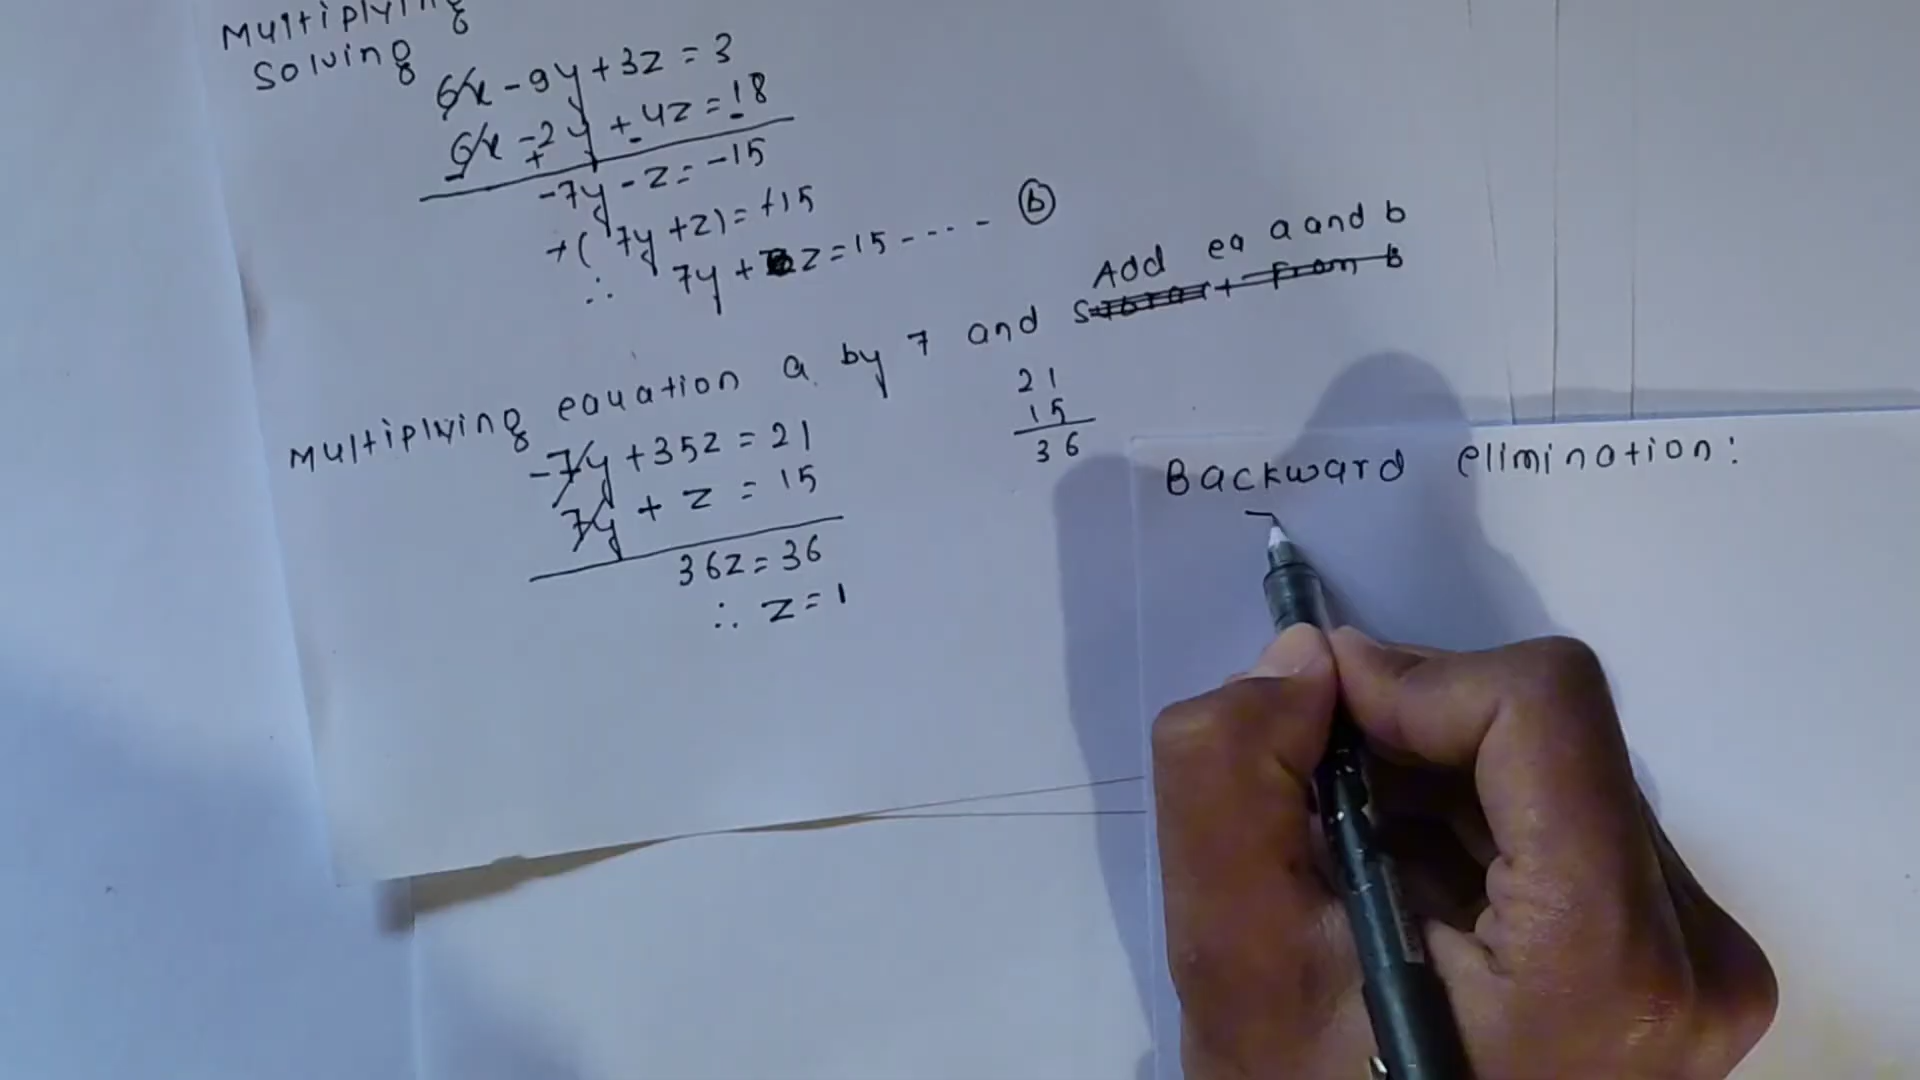 Multiplying
Solving
6x - 9y + 3z = 3
6x - 2y + 4z = 18
- + - -
-7y - z = -15
+(7y + z) = +15
∴ 7y + z = 15 ---- ⓑ
Add eq a and b
Multiplying equation a by 7 and
-7y + 35z = 21
7y + z = 15
36z = 36
∴ z = 1
21
15
36
Backward elimination: